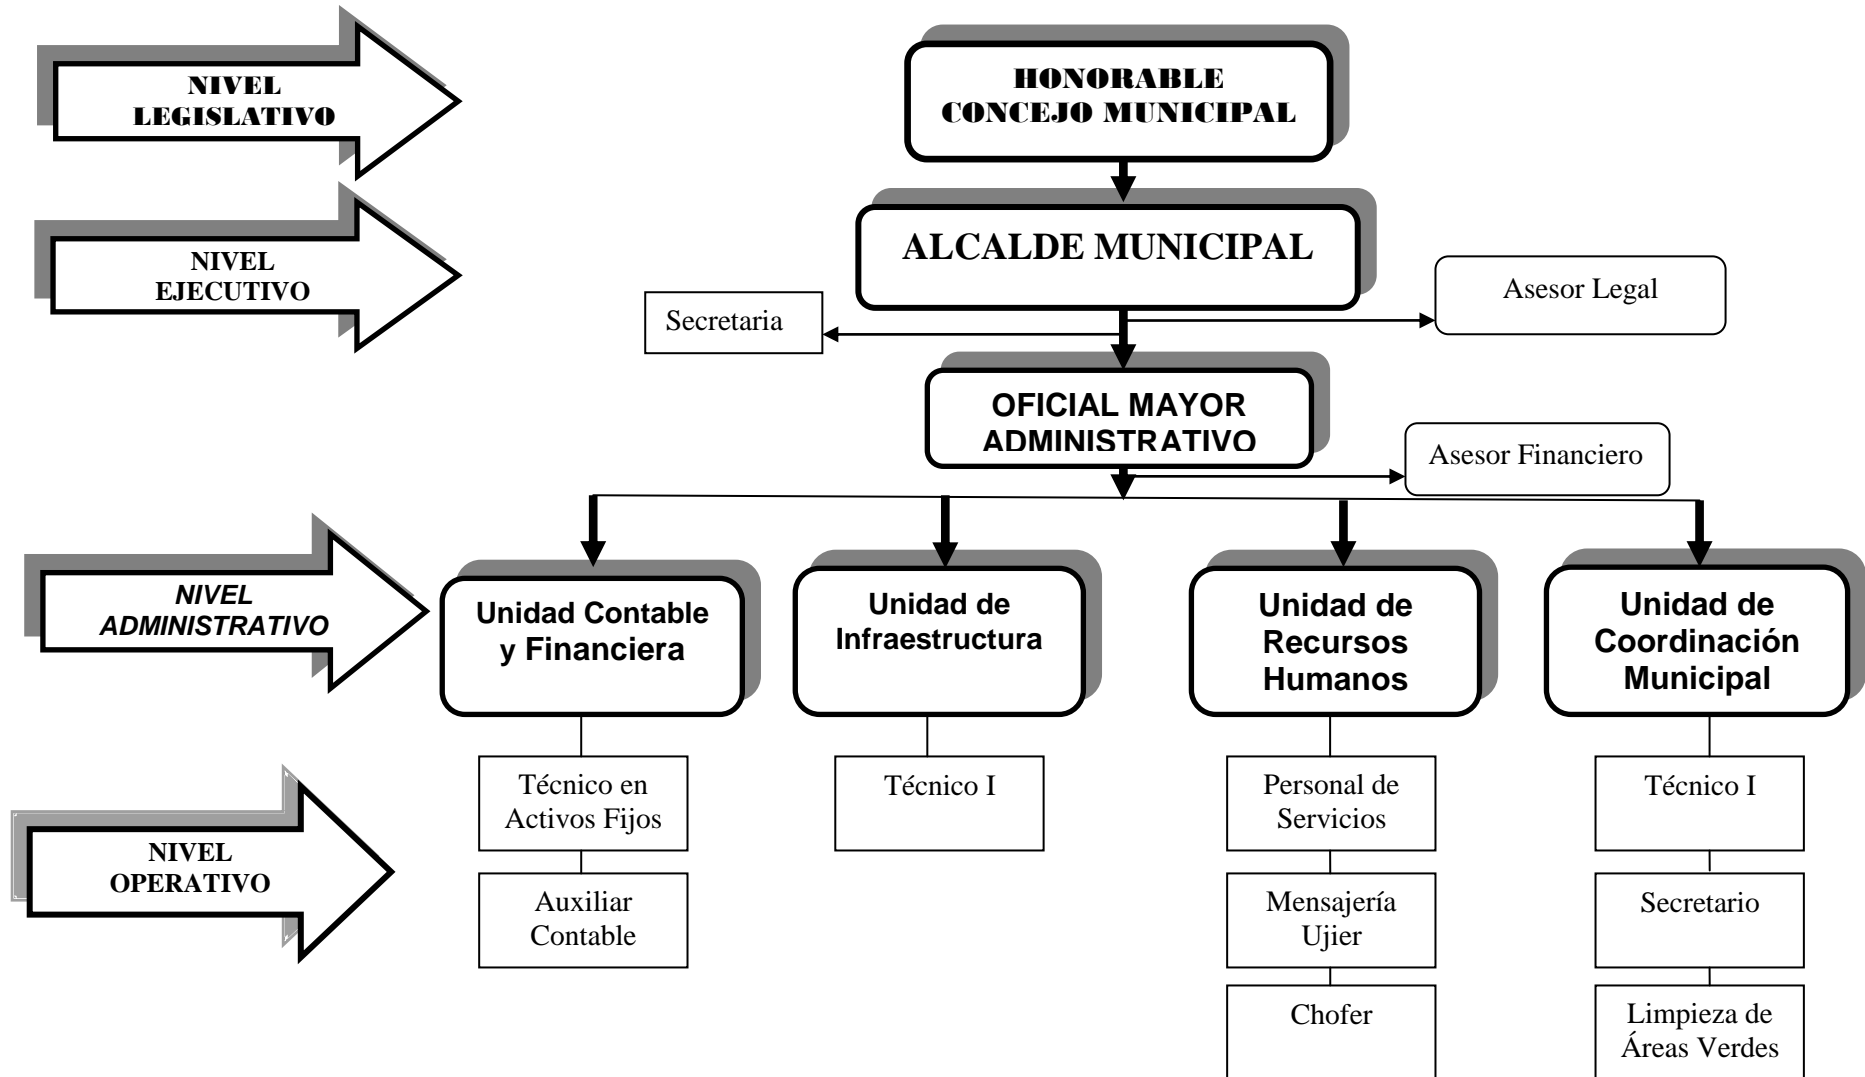 NIVEL
LEGISLATIVO
HONORABLE
CONCEJO MUNICIPAL
NIVEL
EJECUTIVO
ALCALDE MUNICIPAL
Secretaria
Asesor Legal
OFICIAL MAYOR
ADMINISTRATIVO
Asesor Financiero
NIVEL
ADMINISTRATIVO
Unidad Contable
y Financiera
Unidad de
Infraestructura
Unidad de
Recursos
Humanos
Unidad de
Coordinación
Municipal
NIVEL
OPERATIVO
Técnico en
Activos Fijos
Técnico I
Personal de
Servicios
Técnico I
Auxiliar
Contable
Mensajería
Ujier
Secretario
Chofer
Limpieza de
Áreas Verdes